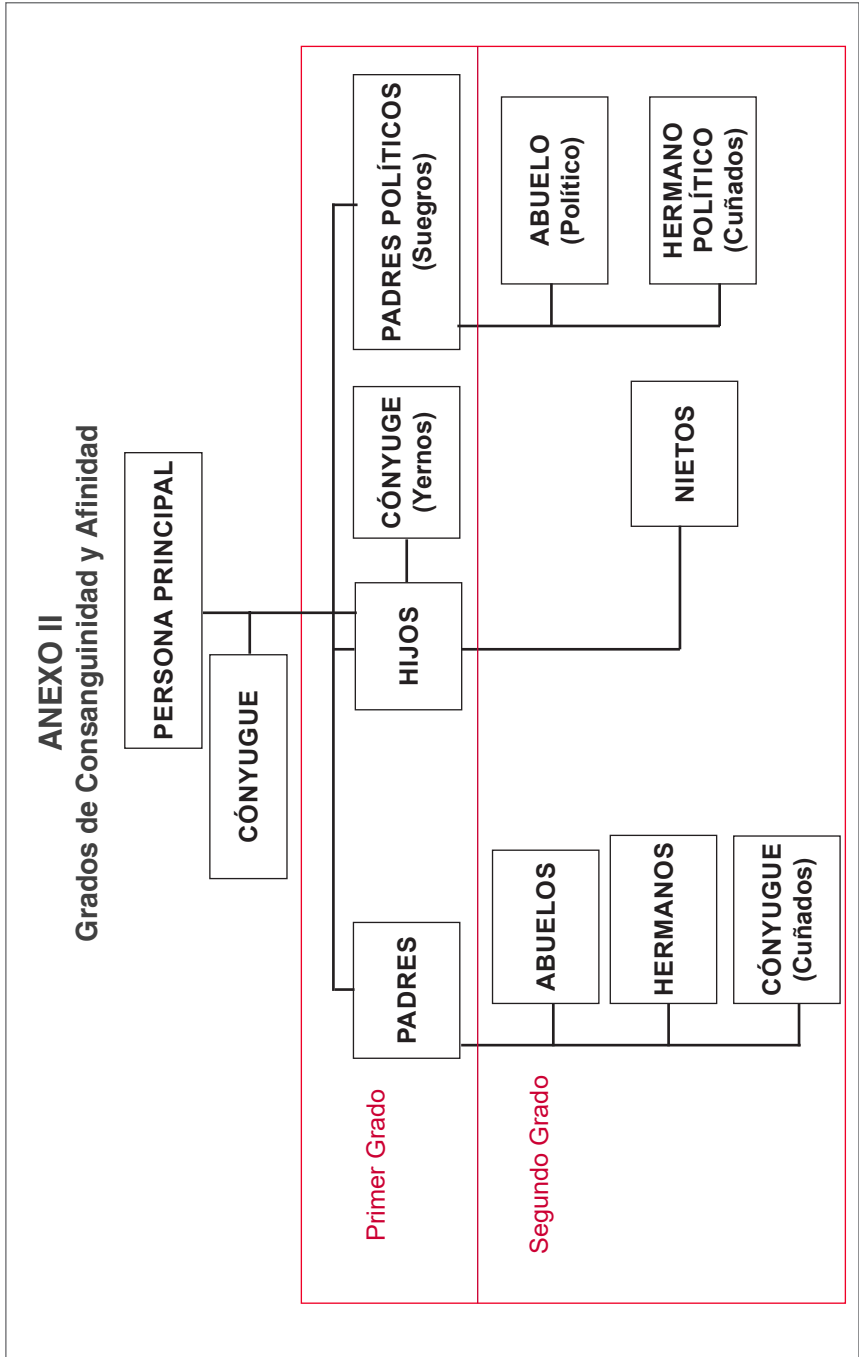 ANEXO II
Grados de Consanguinidad y Afinidad
PERSONA PRINCIPAL
CÓNYUGUE
Primer Grado
PADRES
HIJOS
CÓNYUGE
(Yernos)
PADRES POLÍTICOS
(Suegros)
Segundo Grado
ABUELOS
HERMANOS
CÓNYUGUE
(Cuñados)
NIETOS
ABUELO
(Político)
HERMANO
POLÍTICO
(Cuñados)